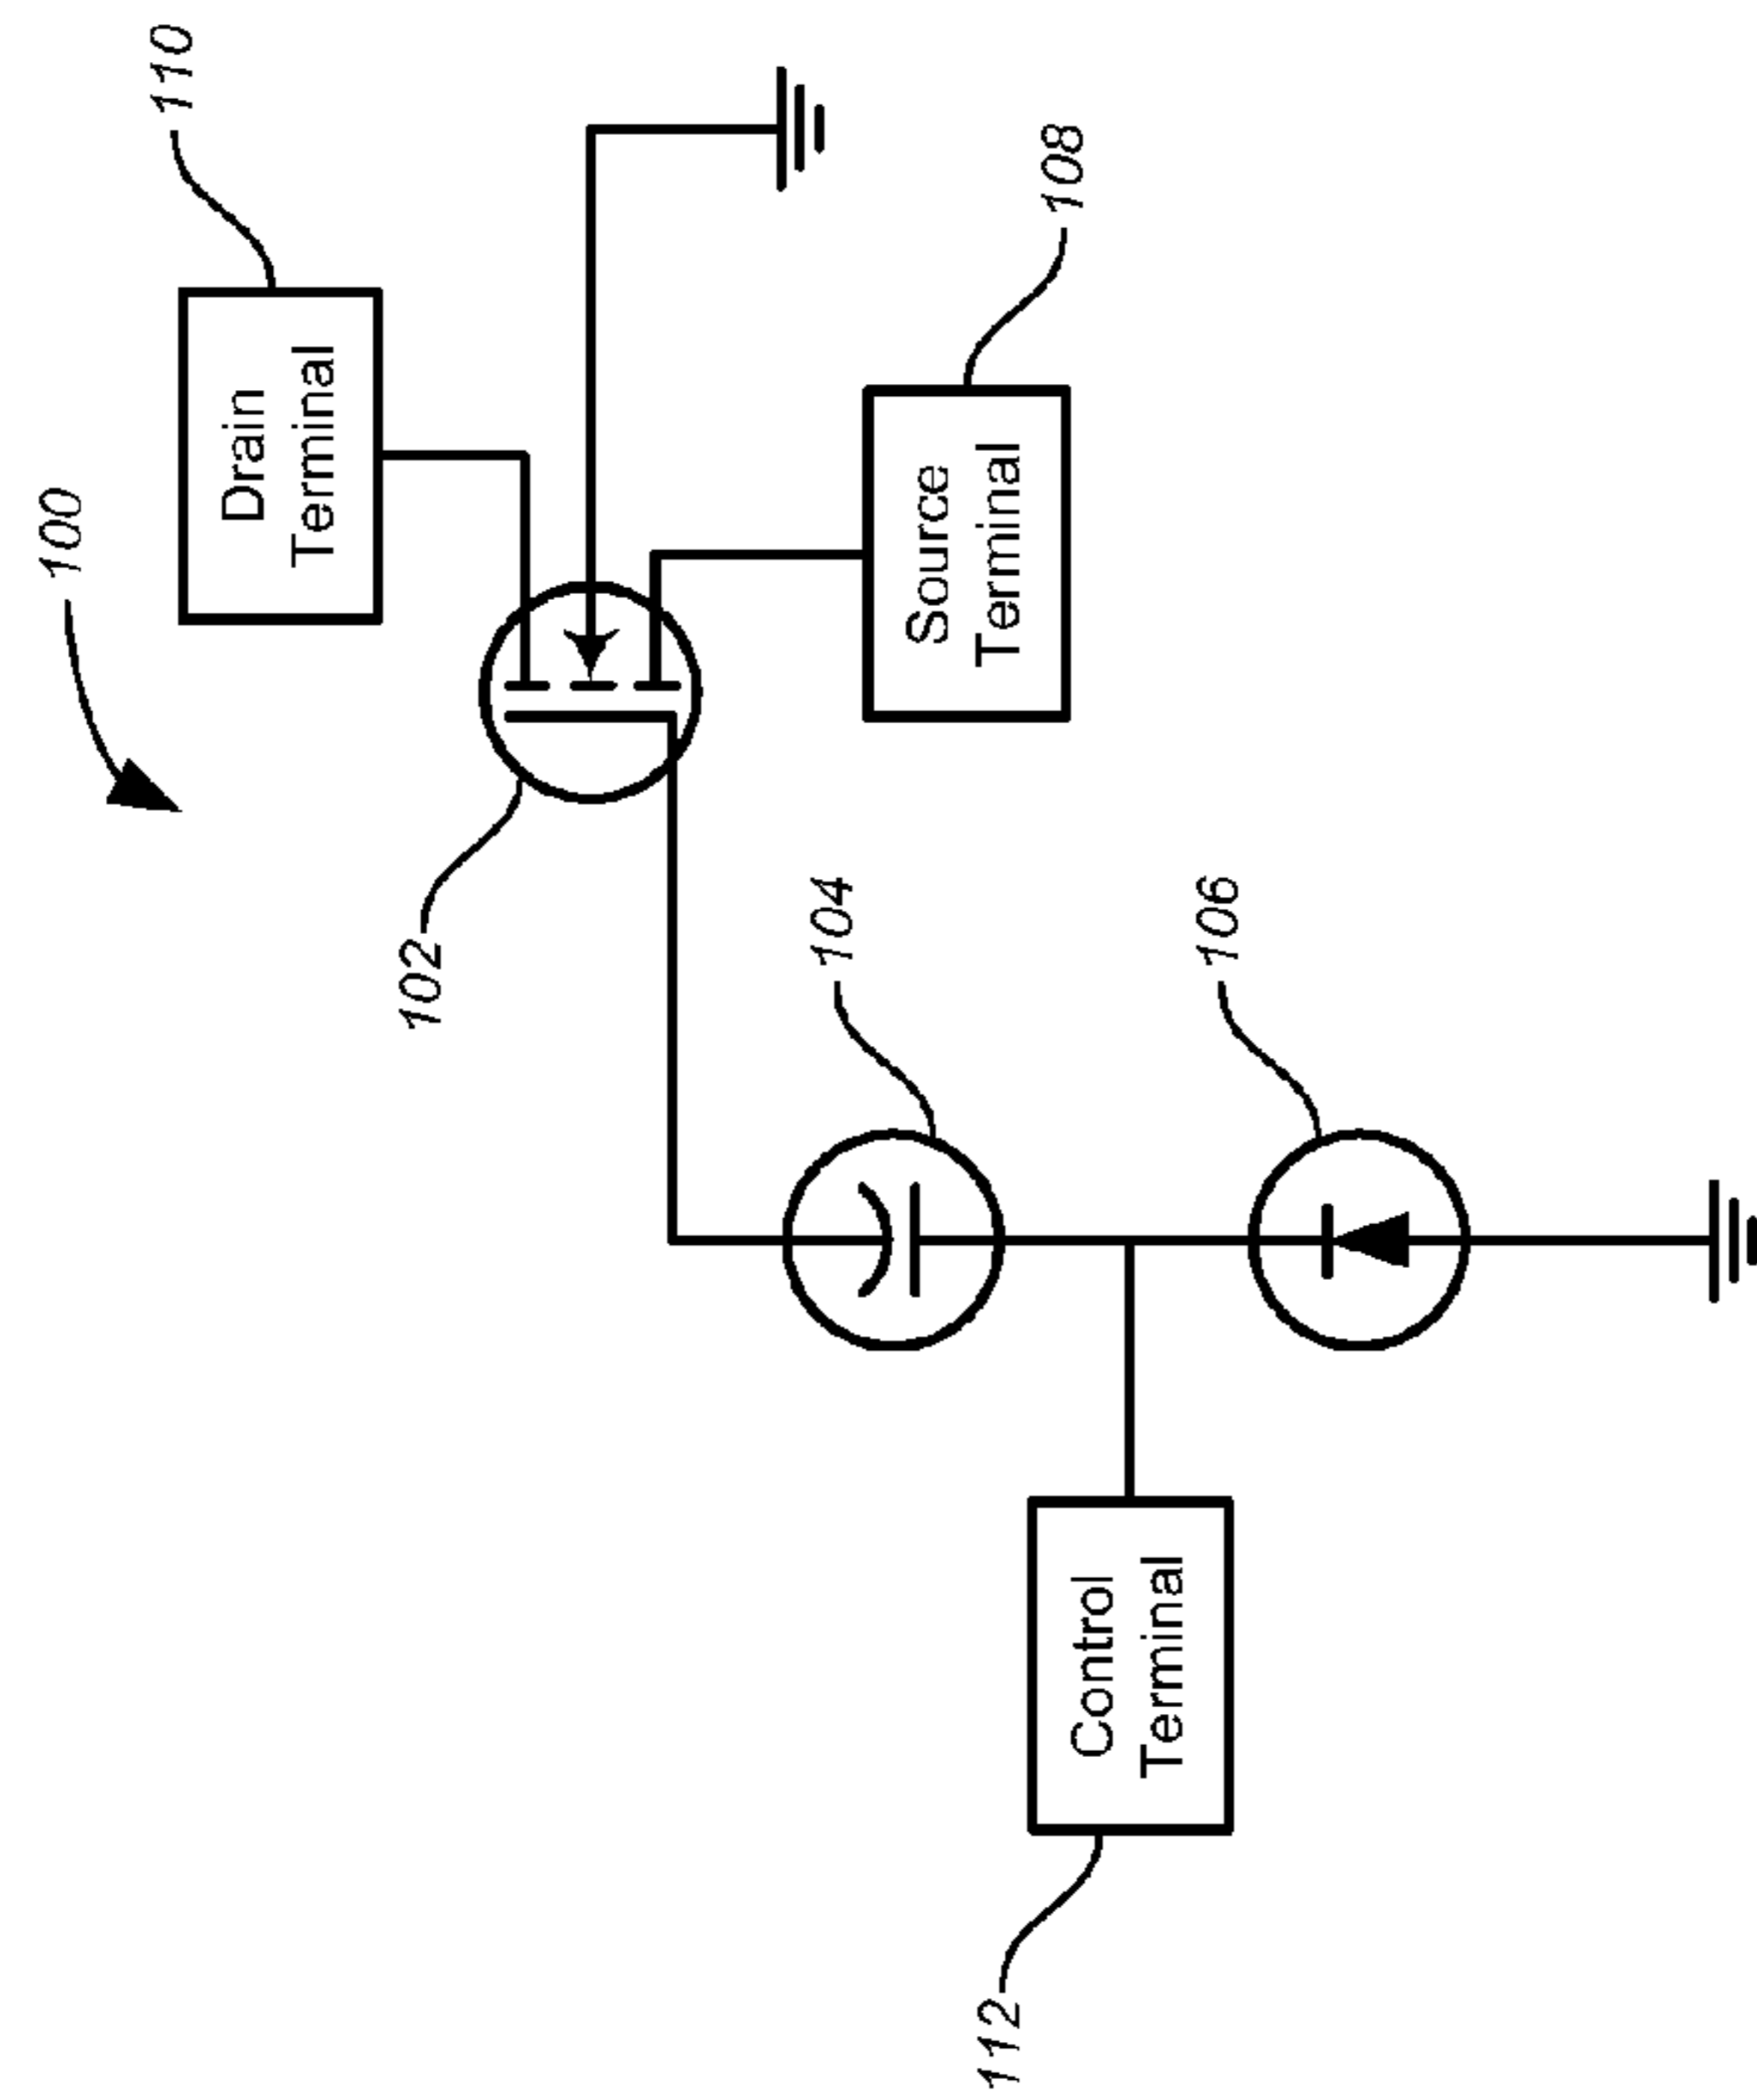 100
110
Drain
Terminal
102
108
Source
Terminal
104
106
Control
Terminal
112